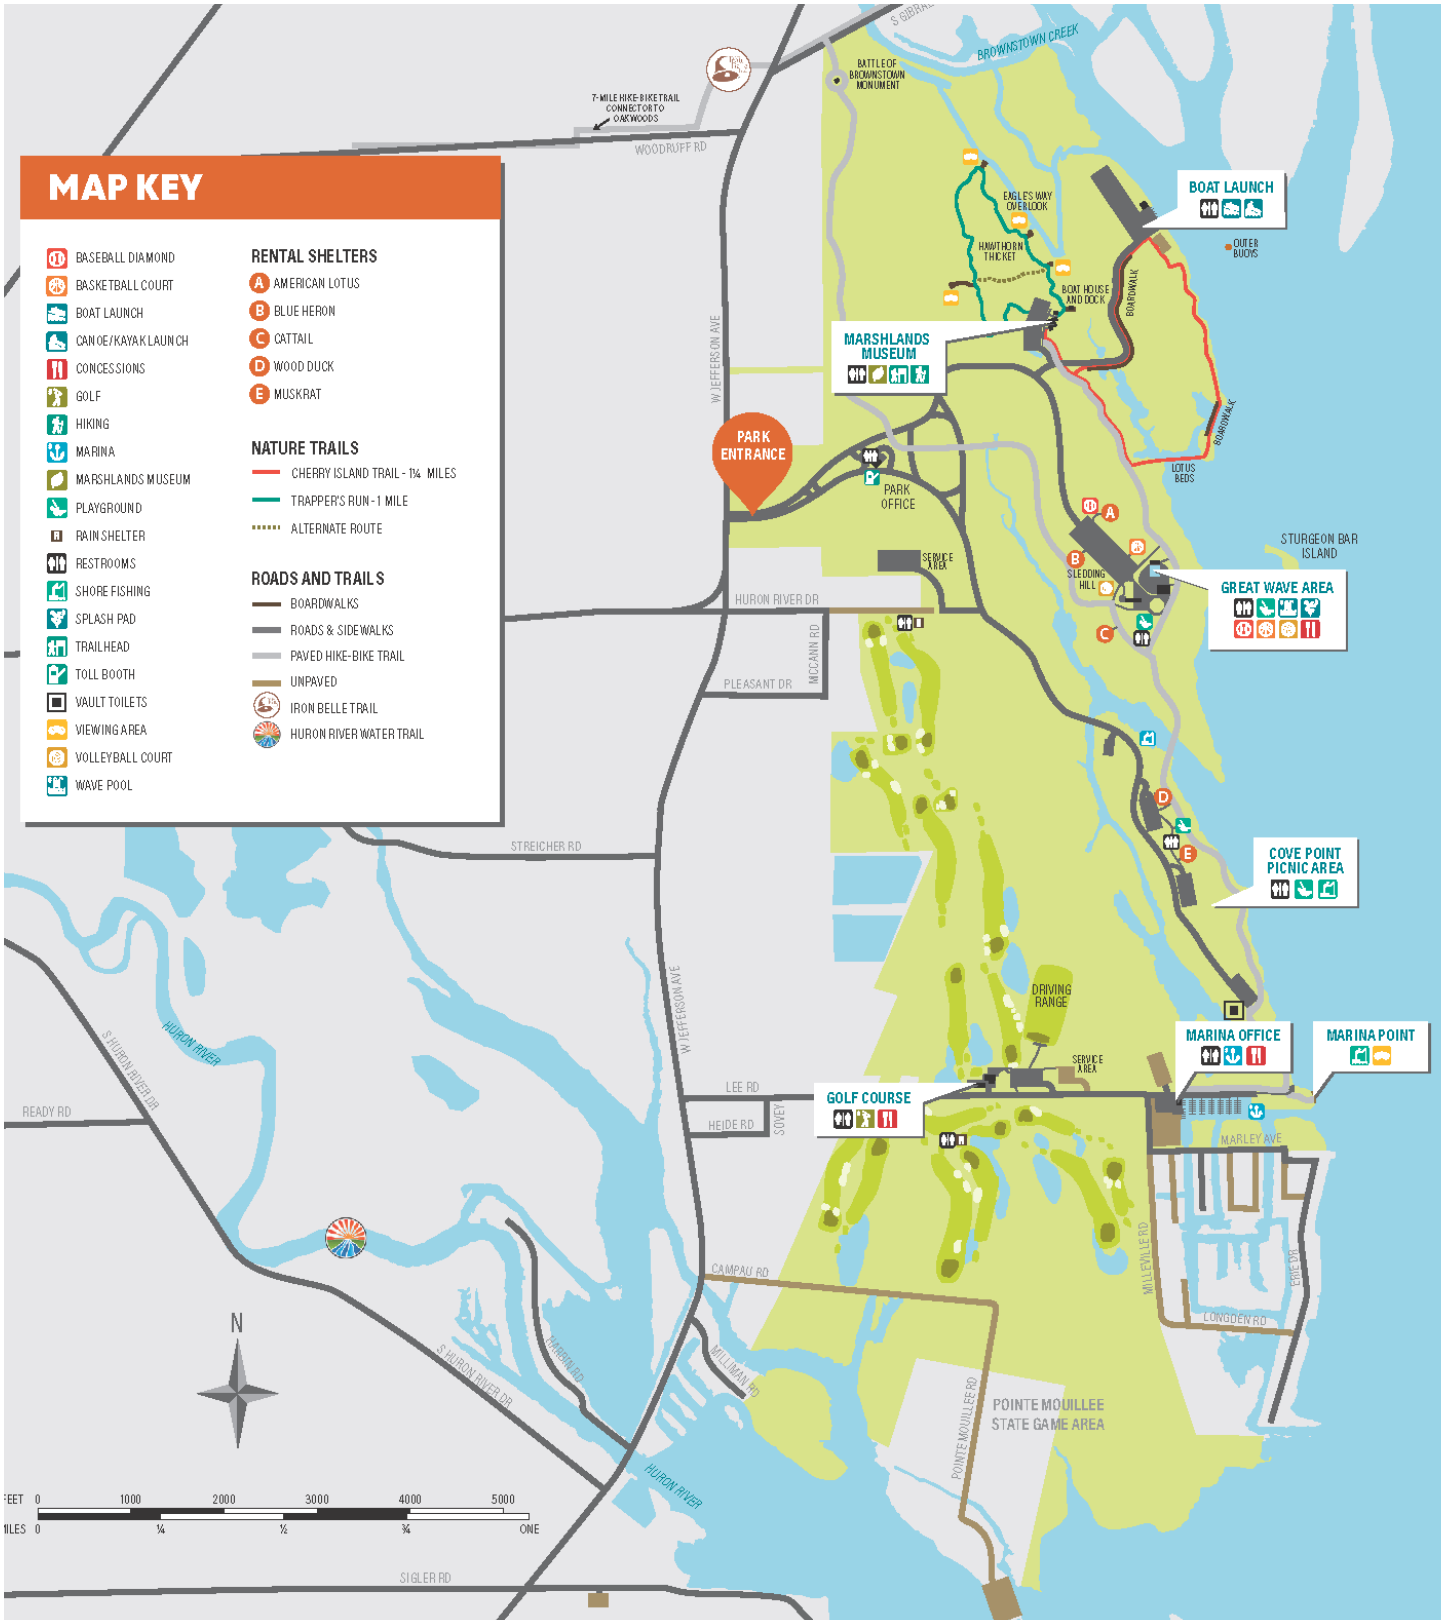 S GIBRA
BROWNSTOWN CREEK
BATTLE OF
BROWNSTOWN
MONUMENT
7-MILE HIKE-BIKE TRAIL
CONNECTOR TO
OAKWOODS
WOODRUFF RD
MAP KEY
BASEBALL DIAMOND
BASKETBALL COURT
BOAT LAUNCH
CANOE/KAYAK LAUNCH
CONCESSIONS
GOLF
HIKING
MARINA
MARSHLANDS MUSEUM
PLAYGROUND
RAIN SHELTER
RESTROOMS
SHORE FISHING
SPLASH PAD
TRAILHEAD
TOLL BOOTH
VAULT TOILETS
VIEWING AREA
VOLLEYBALL COURT
WAVE POOL
RENTAL SHELTERS
A AMERICAN LOTUS
B BLUE HERON
C CATTAIL
D WOOD DUCK
E MUSKRAT
NATURE TRAILS
CHERRY ISLAND TRAIL - 1¼ MILES
TRAPPER'S RUN - 1 MILE
ALTERNATE ROUTE
ROADS AND TRAILS
BOARDWALKS
ROADS & SIDEWALKS
PAVED HIKE-BIKE TRAIL
UNPAVED
IRON BELLE TRAIL
HURON RIVER WATER TRAIL
EAGLE'S WAY
OVERLOOK
HAWTHORN
THICKET
BOAT HOUSE
AND DOCK
BOARDWALK
BOAT LAUNCH
OUTER
BUOYS
MARSHLANDS
MUSEUM
W JEFFERSON AVE
BOARDWALK
LOTUS
BEDS
PARK
ENTRANCE
PARK
OFFICE
A
B
SLEDDING
HILL
C
STURGEON BAR
ISLAND
GREAT WAVE AREA
SERVICE
AREA
HURON RIVER DR
MCCANN RD
PLEASANT DR
D
E
COVE POINT
PICNIC AREA
STREICHER RD
W JEFFERSON AVE
HURON RIVER
S HURON RIVER DR
READY RD
DRIVING
RANGE
SERVICE
AREA
MARINA OFFICE
MARINA POINT
GOLF COURSE
LEE RD
HEIDE RD
SOVEY
MARLEY AVE
MILLEVILLE RD
ERIE DR
LONGDEN RD
CAMPAU RD
MILLIMAN RD
HARBIN RD
S HURON RIVER DR
HURON RIVER
POINTE MOUILLEE RD
POINTE MOUILLEE
STATE GAME AREA
N
FEET 0 1000 2000 3000 4000 5000
MILES 0 ¼ ½ ¾ ONE
SIGLER RD